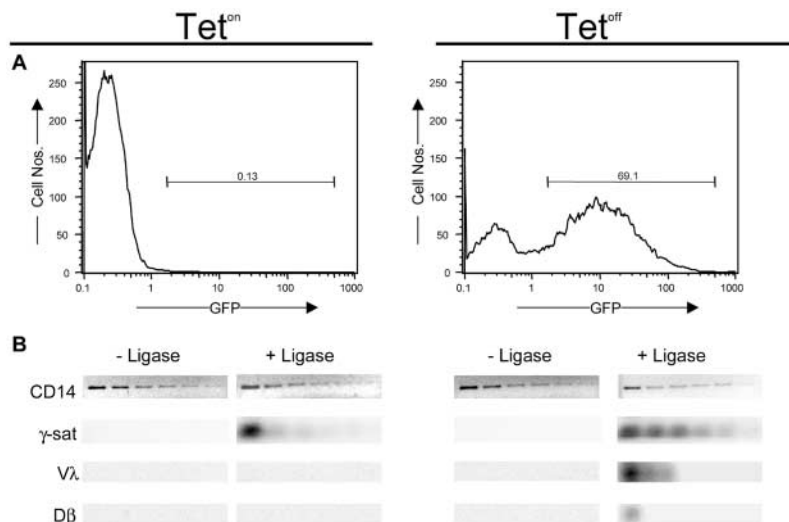 Tet^on Tet^off
A
250
200
150
100
50
0
Cell Nos.
0.13
0.1 1 10 100 1000
GFP
250
200
150
100
50
0
Cell Nos.
69.1
0.1 1 10 100 1000
GFP
B
- Ligase + Ligase - Ligase + Ligase
CD14
γ-sat
Vλ
Dβ